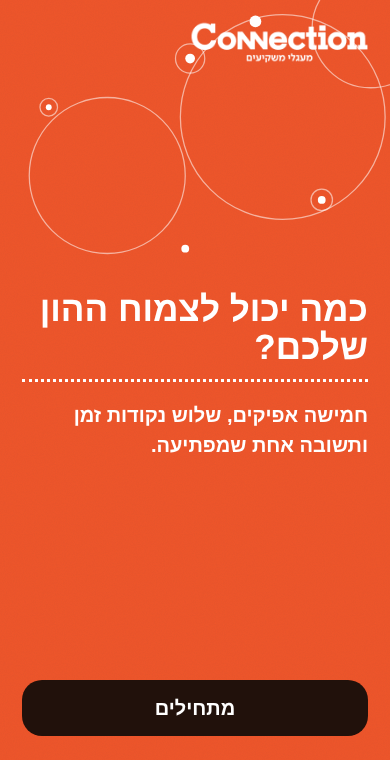 Connection
מעגלי משקיעים
כמה יכול לצמוח ההון
שלכם?
חמישה אפיקים, שלוש נקודות זמן
ותשובה אחת שמפתיעה.
מתחילים